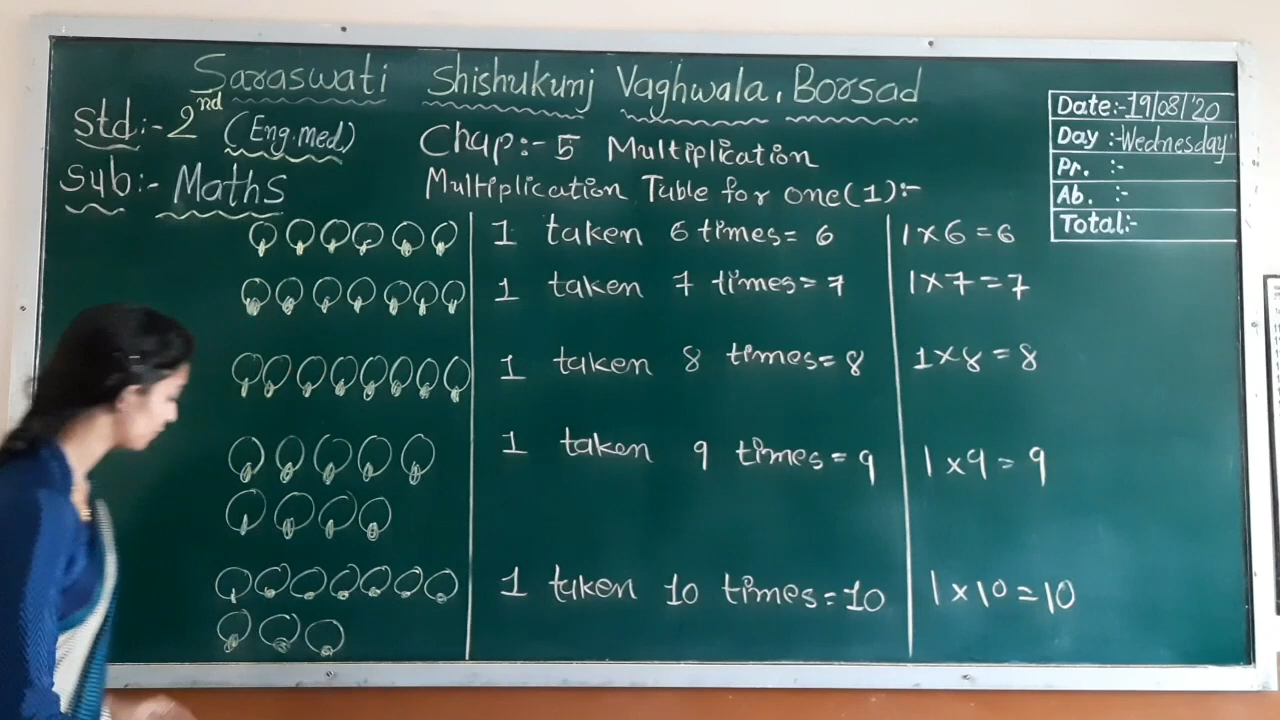 Saraswati Shishukunj Vaghwala, Borsad
Std:- 2nd (Eng.med.)
Sub:- Maths
Chap:- 5 Multiplication
Multiplication Table for one(1):-
Date:- 19/08/'20
Day :- Wednesday
Pr. :-
Ab. :-
Total:-
1 taken 6 times= 6 1×6=6
1 taken 7 times= 7 1×7=7
1 taken 8 times= 8 1×8=8
1 taken 9 times= 9 1×9=9
1 taken 10 times=10 1×10=10